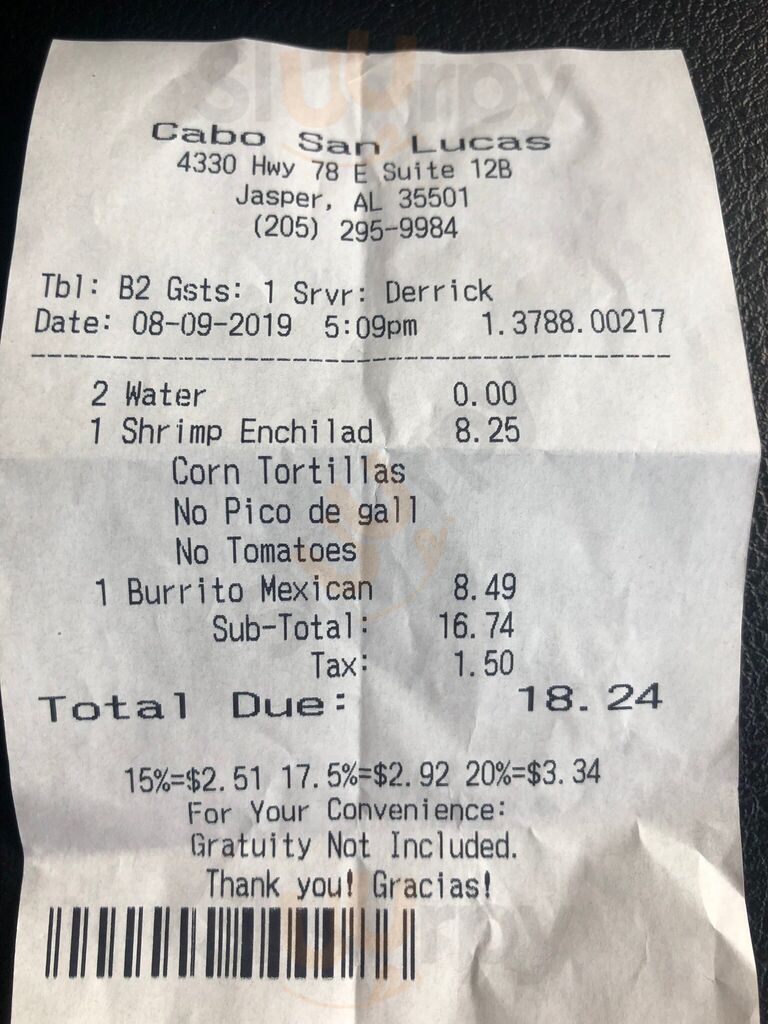 Cabo San Lucas
4330 Hwy 78 E Suite 12B
Jasper, AL 35501
(205) 295-9984
Tbl: B2 Gsts: 1 Srvr: Derrick
Date: 08-09-2019 5:09pm 1.3788.00217
2 Water 0.00
1 Shrimp Enchilad 8.25
Corn Tortillas
No Pico de gall
No Tomatoes
1 Burrito Mexican 8.49
Sub-Total: 16.74
Tax: 1.50
Total Due: 18.24
15%=$2.51 17.5%=$2.92 20%=$3.34
For Your Convenience:
Gratuity Not Included.
Thank you! Gracias!